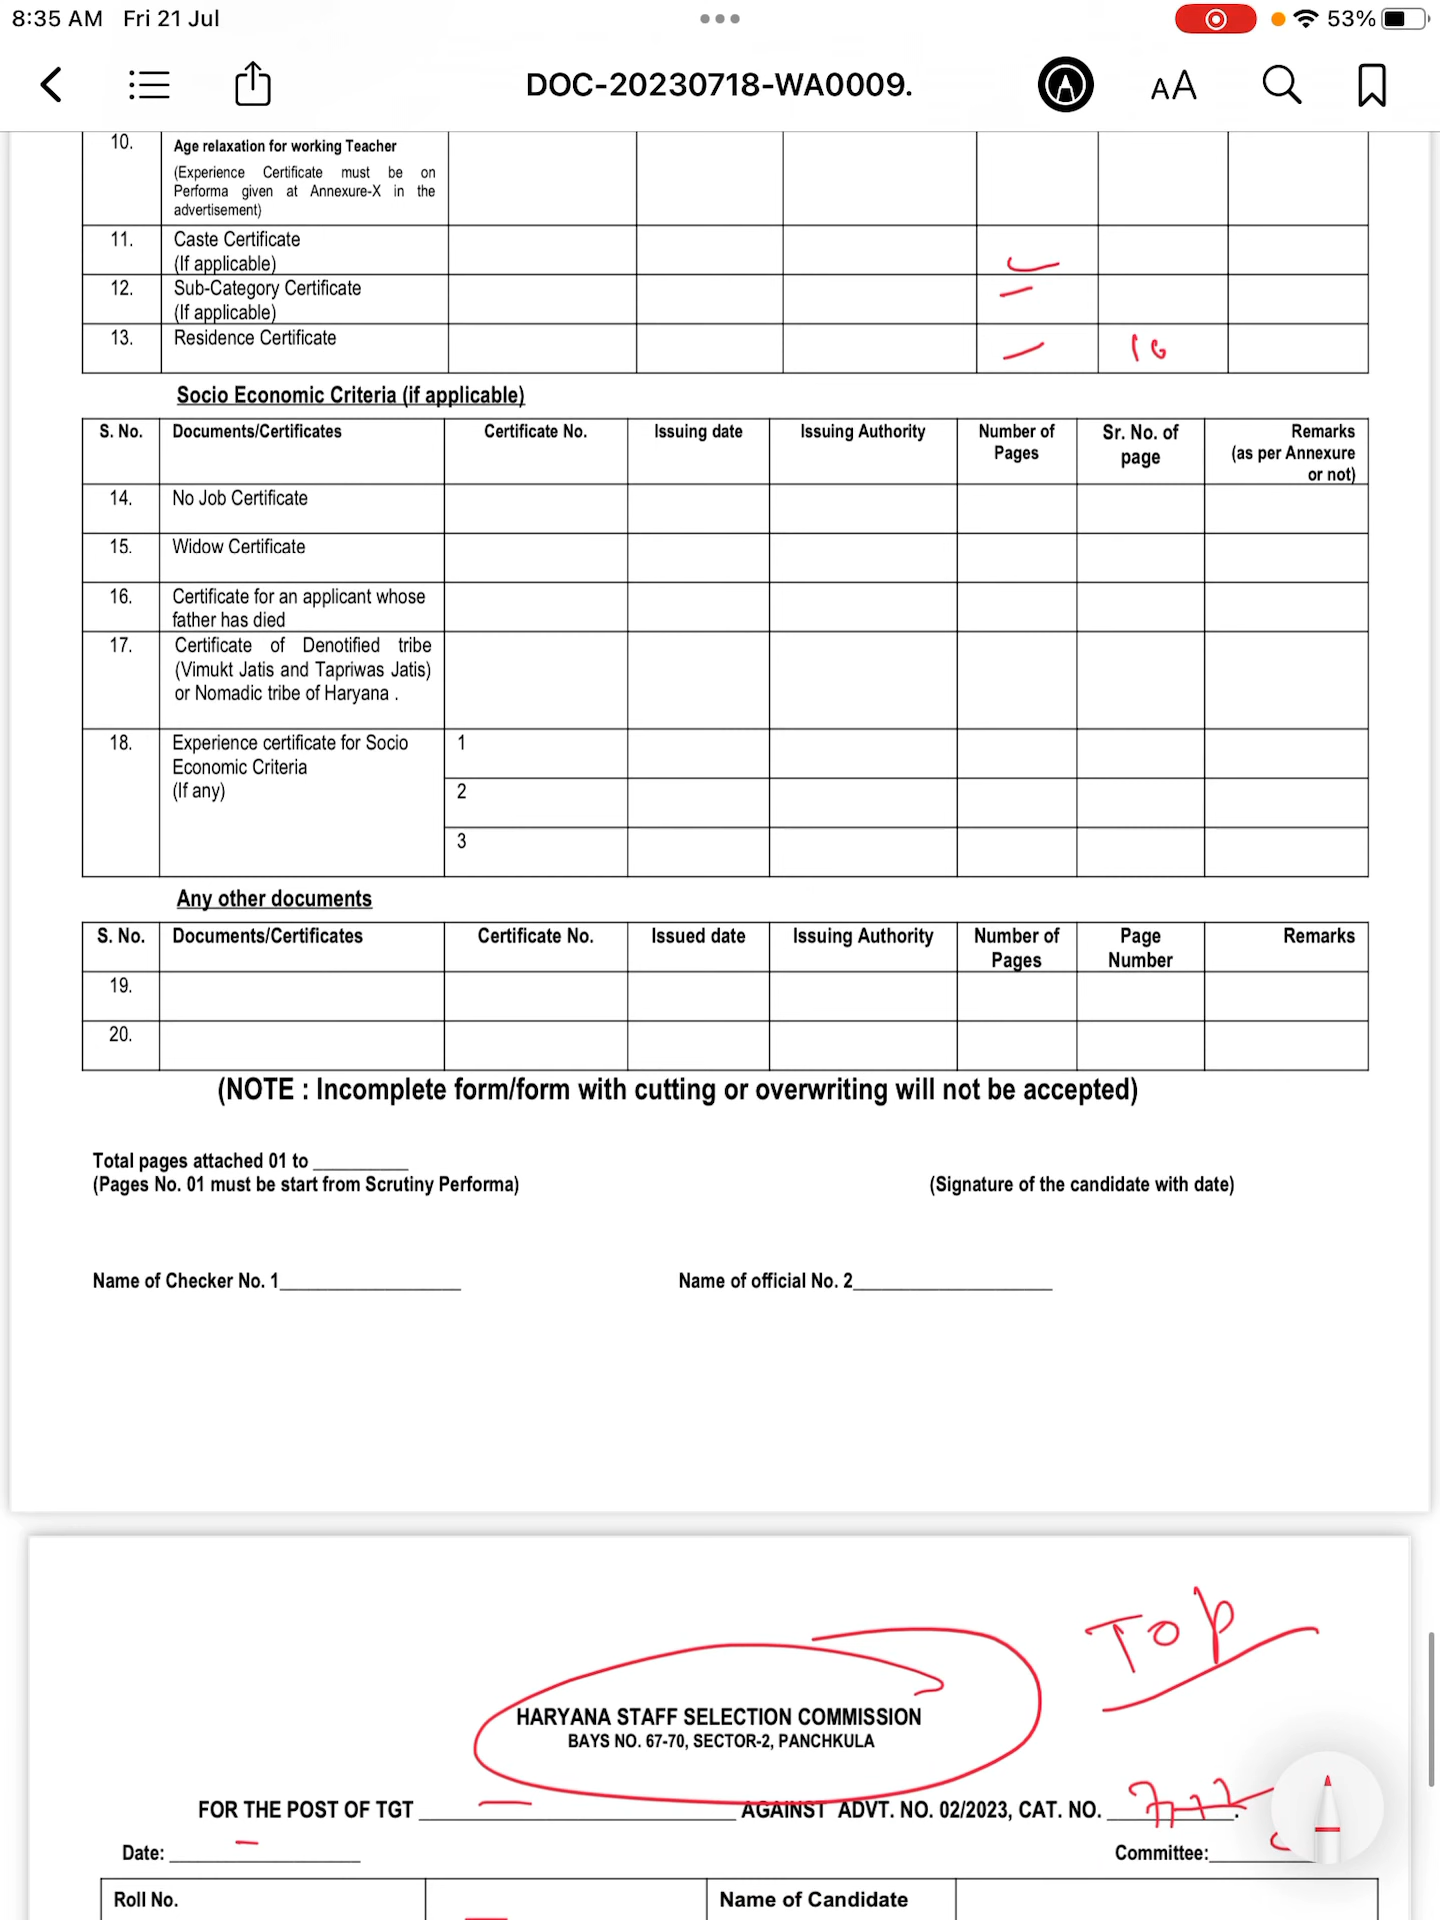 8:35 AM Fri 21 Jul
53%
DOC-20230718-WA0009.
AA
10. Age relaxation for working Teacher
(Experience Certificate must be on
Performa given at Annexure-X in the
advertisement)
11. Caste Certificate
(If applicable)
12. Sub-Category Certificate
(If applicable)
13. Residence Certificate 16
Socio Economic Criteria (if applicable)
S. No. Documents/Certificates Certificate No. Issuing date Issuing Authority Number of Pages Sr. No. of page Remarks (as per Annexure or not)
14. No Job Certificate
15. Widow Certificate
16. Certificate for an applicant whose
father has died
17. Certificate of Denotified tribe
(Vimukt Jatis and Tapriwas Jatis)
or Nomadic tribe of Haryana .
18. Experience certificate for Socio 1
Economic Criteria
(If any) 2
3
Any other documents
S. No. Documents/Certificates Certificate No. Issued date Issuing Authority Number of Pages Page Number Remarks
19.
20.
(NOTE : Incomplete form/form with cutting or overwriting will not be accepted)
Total pages attached 01 to _________
(Pages No. 01 must be start from Scrutiny Performa) (Signature of the candidate with date)
Name of Checker No. 1_________________ Name of official No. 2__________________
Top
HARYANA STAFF SELECTION COMMISSION
BAYS NO. 67-70, SECTOR-2, PANCHKULA
FOR THE POST OF TGT ______________________________ AGAINST ADVT. NO. 02/2023, CAT. NO. ____________.
Date: __________________ Committee:________
Roll No. Name of Candidate